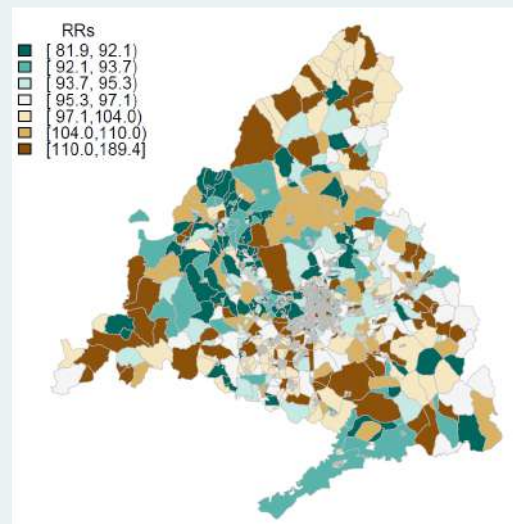 RRs
[ 81.9, 92.1)
[ 92.1, 93.7)
[ 93.7, 95.3)
[ 95.3, 97.1)
[ 97.1,104.0)
[104.0,110.0)
[110.0,189.4]